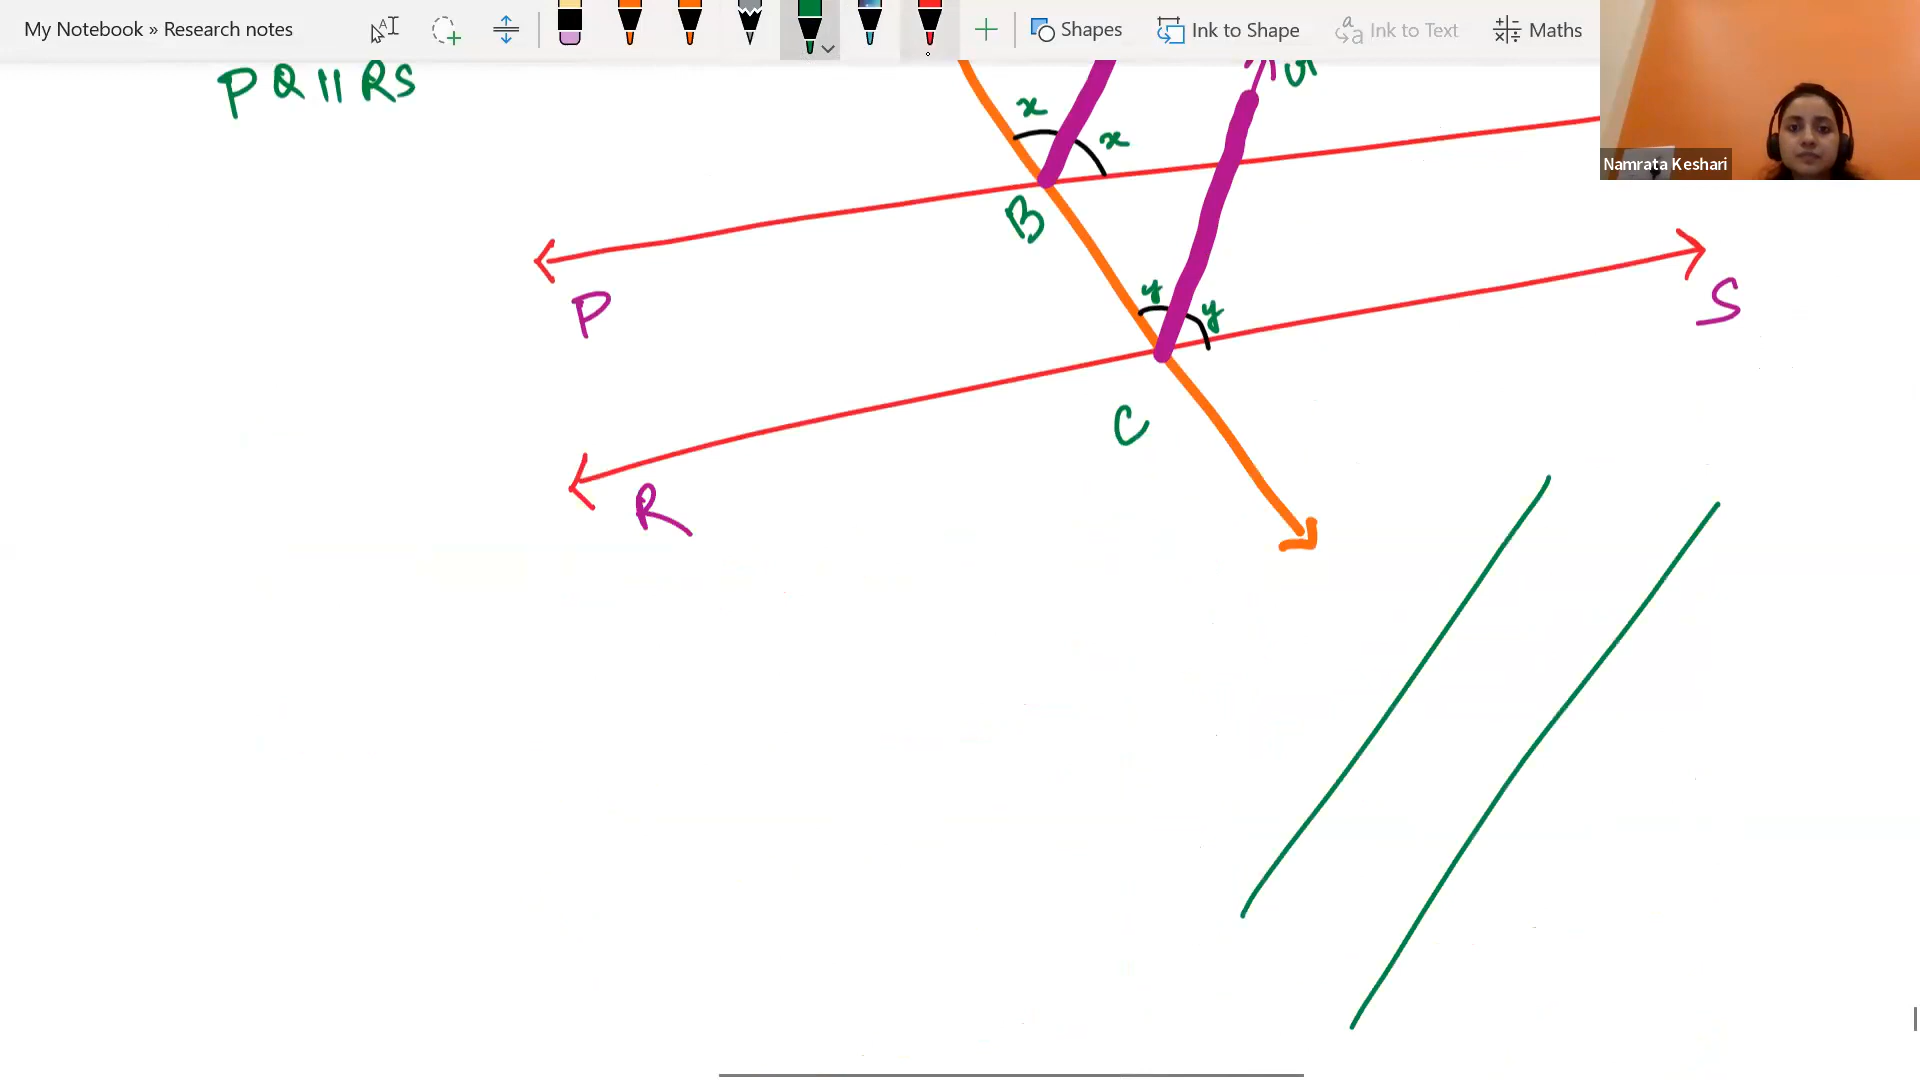 My Notebook » Research notes
Shapes
Ink to Shape
Ink to Text
Maths
Namrata Keshari
PQ || RS
x
x
B
P
S
y
y
C
R